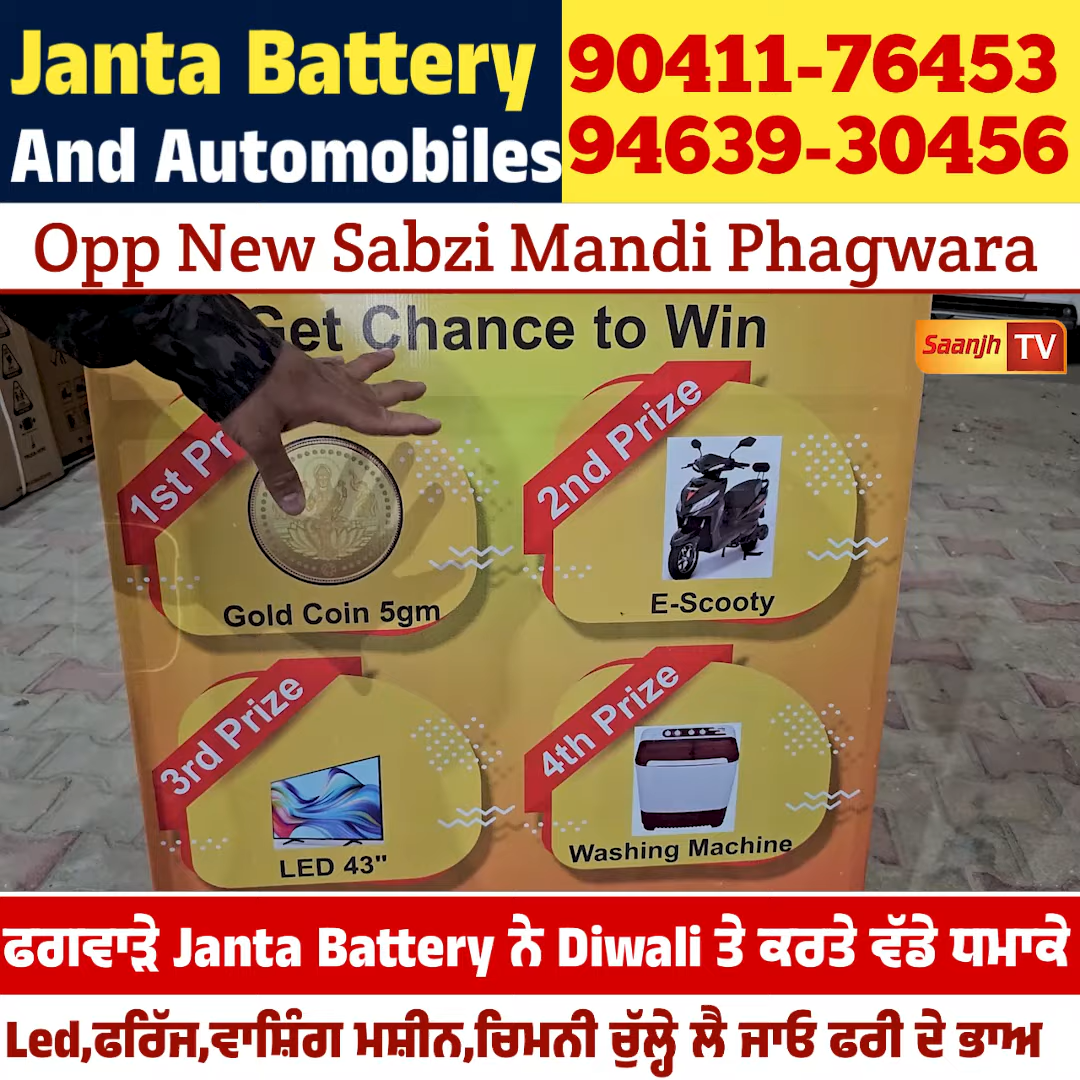 Janta Battery
And Automobiles
90411-76453
94639-30456
Opp New Sabzi Mandi Phagwara
Get Chance to Win
Saanjh TV
1st Pr
2nd Prize
Gold Coin 5gm
E-Scooty
3rd Prize
4th Prize
LED 43"
Washing Machine
ਫਗਵਾੜੇ Janta Battery ਨੇ Diwali ਤੇ ਕਰਤੇ ਵੱਡੇ ਧਮਾਕੇ
Led,ਫਰਿੱਜ,ਵਾਸ਼ਿੰਗ ਮਸ਼ੀਨ,ਚਿਮਨੀ ਚੁੱਲ੍ਹੇ ਲੈ ਜਾਓ ਫਰੀ ਦੇ ਭਾਅ